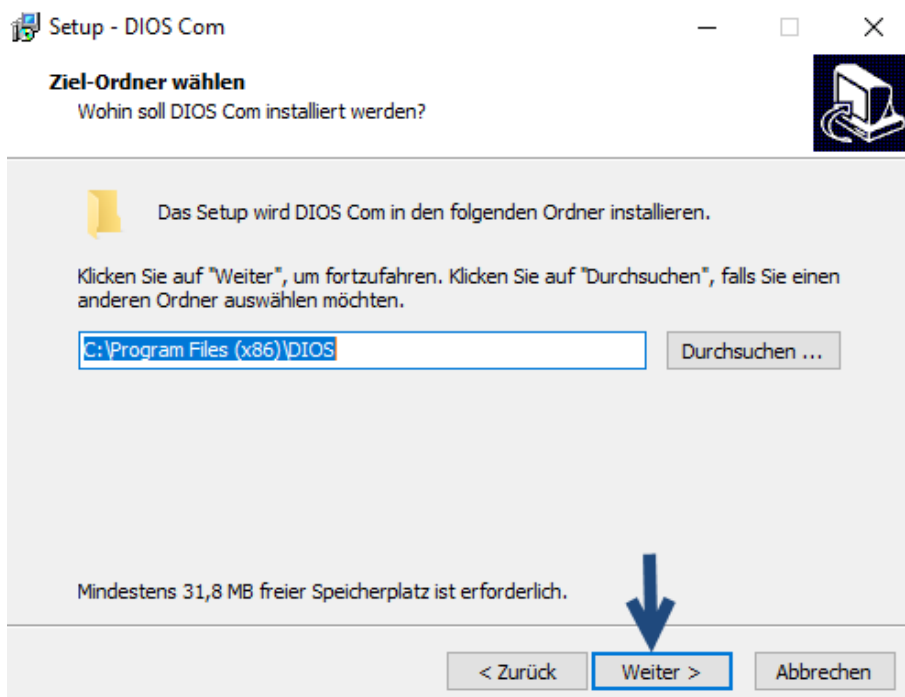 Setup - DIOS Com
Ziel-Ordner wählen
Wohin soll DIOS Com installiert werden?
Das Setup wird DIOS Com in den folgenden Ordner installieren.
Klicken Sie auf "Weiter", um fortzufahren. Klicken Sie auf "Durchsuchen", falls Sie einen
anderen Ordner auswählen möchten.
C:\Program Files (x86)\DIOS
Durchsuchen ...
Mindestens 31,8 MB freier Speicherplatz ist erforderlich.
< Zurück
Weiter >
Abbrechen